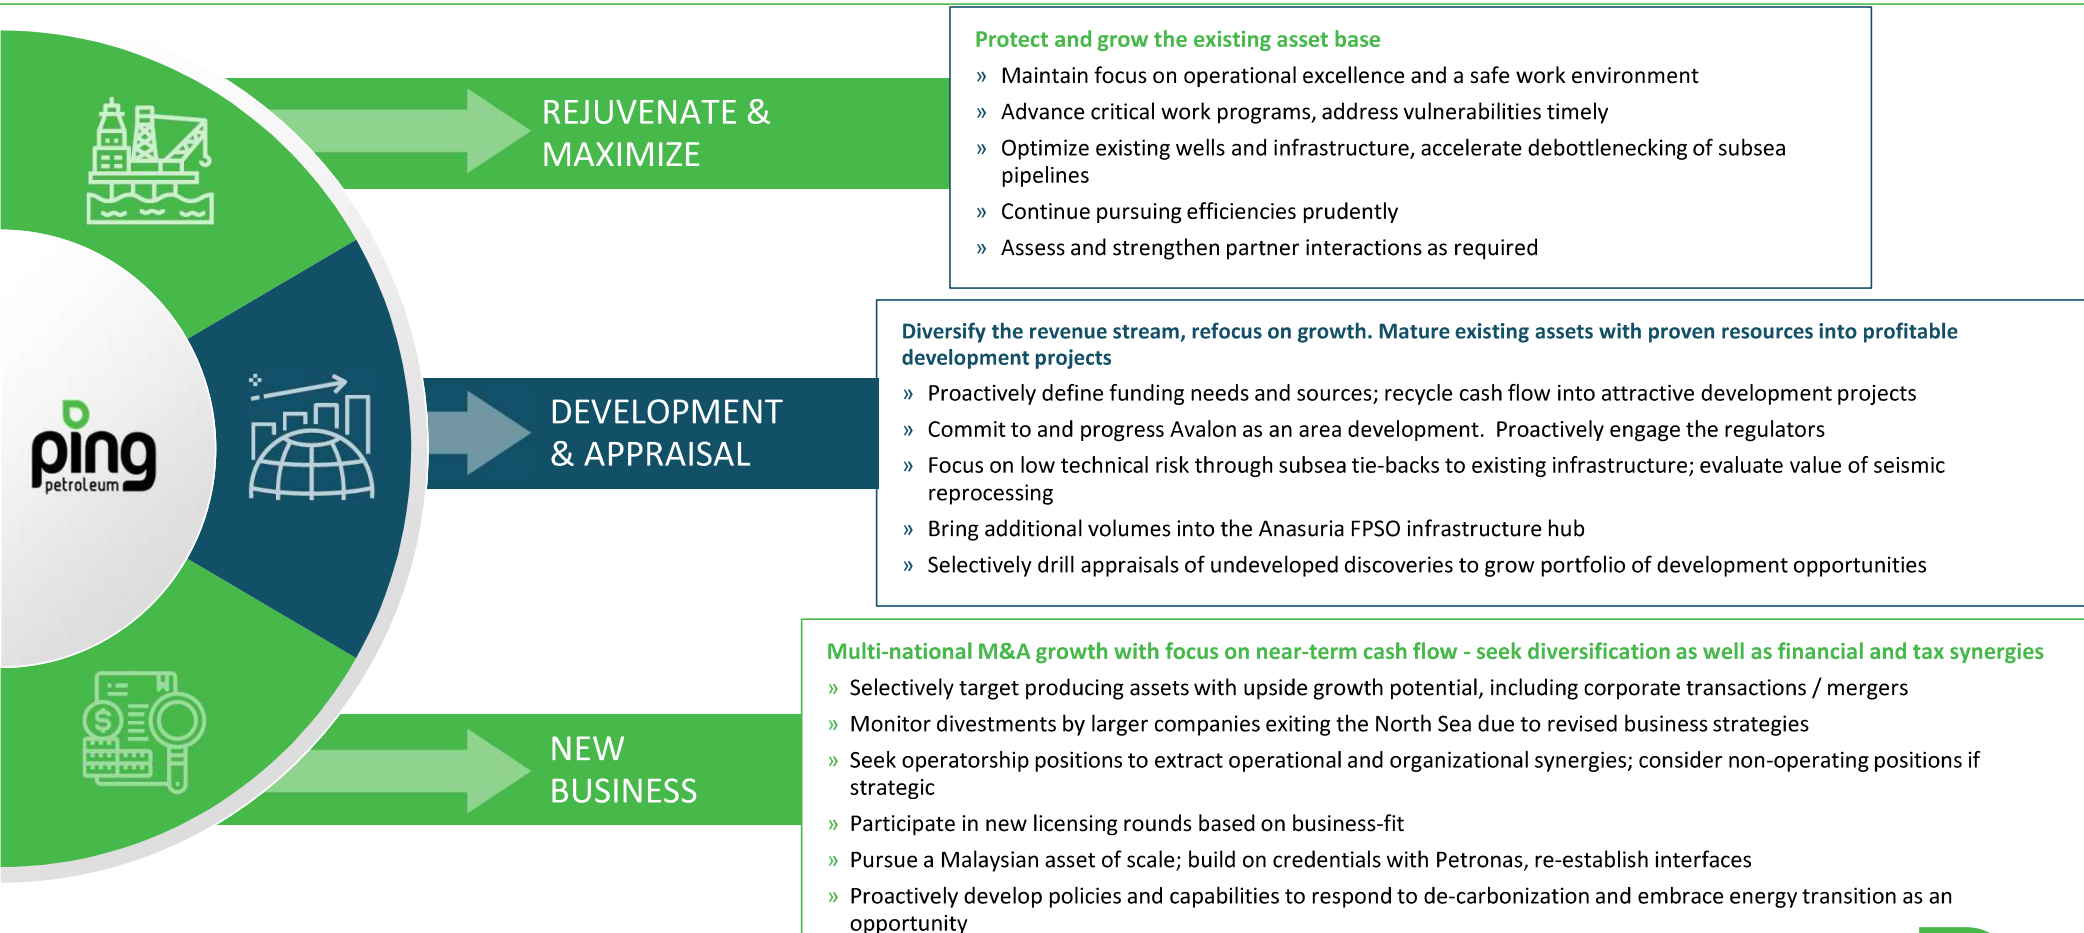 Protect and grow the existing asset base
» Maintain focus on operational excellence and a safe work environment
» Advance critical work programs, address vulnerabilities timely
» Optimize existing wells and infrastructure, accelerate debottlenecking of subsea
pipelines
» Continue pursuing efficiencies prudently
» Assess and strengthen partner interactions as required
REJUVENATE &
MAXIMIZE
Diversify the revenue stream, refocus on growth. Mature existing assets with proven resources into profitable
development projects
» Proactively define funding needs and sources; recycle cash flow into attractive development projects
» Commit to and progress Avalon as an area development.  Proactively engage the regulators
» Focus on low technical risk through subsea tie-backs to existing infrastructure; evaluate value of seismic
reprocessing
» Bring additional volumes into the Anasuria FPSO infrastructure hub
» Selectively drill appraisals of undeveloped discoveries to grow portfolio of development opportunities
DEVELOPMENT
& APPRAISAL
ping
petroleum
Multi-national M&A growth with focus on near-term cash flow - seek diversification as well as financial and tax synergies
» Selectively target producing assets with upside growth potential, including corporate transactions / mergers
» Monitor divestments by larger companies exiting the North Sea due to revised business strategies
» Seek operatorship positions to extract operational and organizational synergies; consider non-operating positions if
strategic
» Participate in new licensing rounds based on business-fit
» Pursue a Malaysian asset of scale; build on credentials with Petronas, re-establish interfaces
» Proactively develop policies and capabilities to respond to de-carbonization and embrace energy transition as an
opportunity
NEW
BUSINESS
$